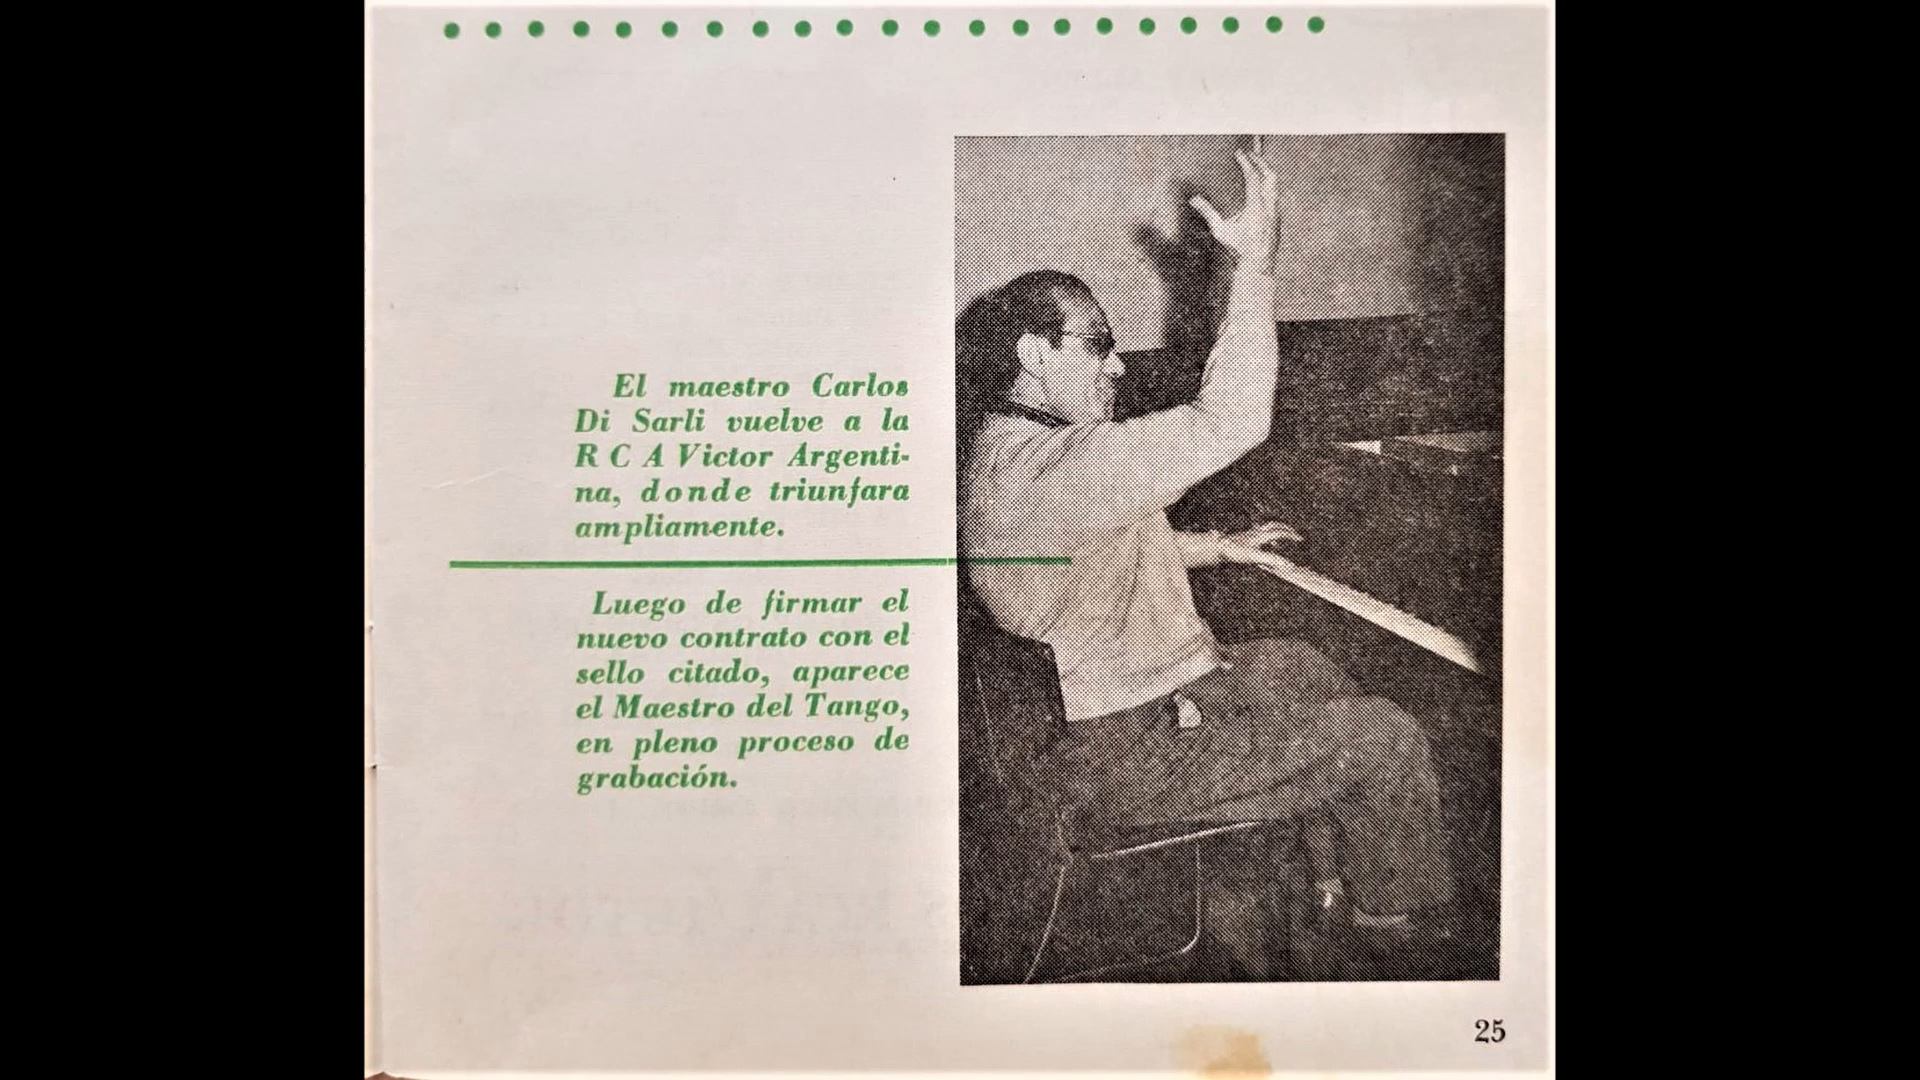 El maestro Carlos
Di Sarli vuelve a la
R C A Victor Argenti-
na, donde triunfara
ampliamente.
Luego de firmar el
nuevo contrato con el
sello citado, aparece
el Maestro del Tango,
en pleno proceso de
grabación.
25